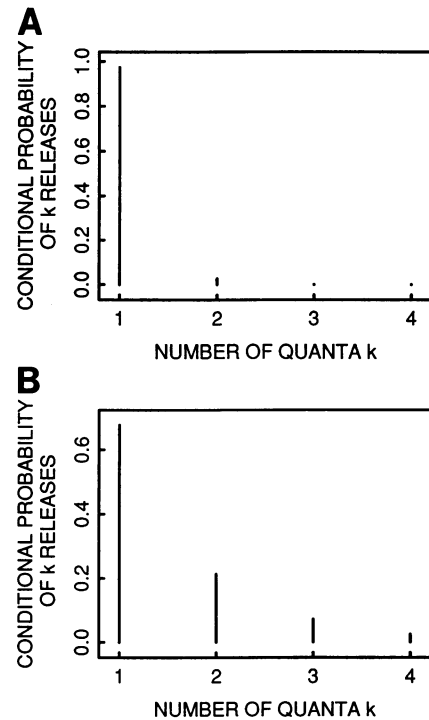 A
CONDITIONAL PROBABILITY
OF k RELEASES
1.0
0.8
0.6
0.4
0.2
0.0
1 2 3 4
NUMBER OF QUANTA k
B
CONDITIONAL PROBABILITY
OF k RELEASES
0.6
0.4
0.2
0.0
1 2 3 4
NUMBER OF QUANTA k